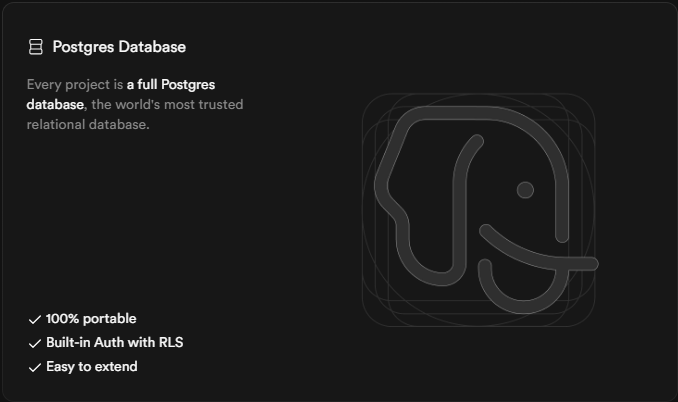 Postgres Database
Every project is a full Postgres
database, the world's most trusted
relational database.
100% portable
Built-in Auth with RLS
Easy to extend